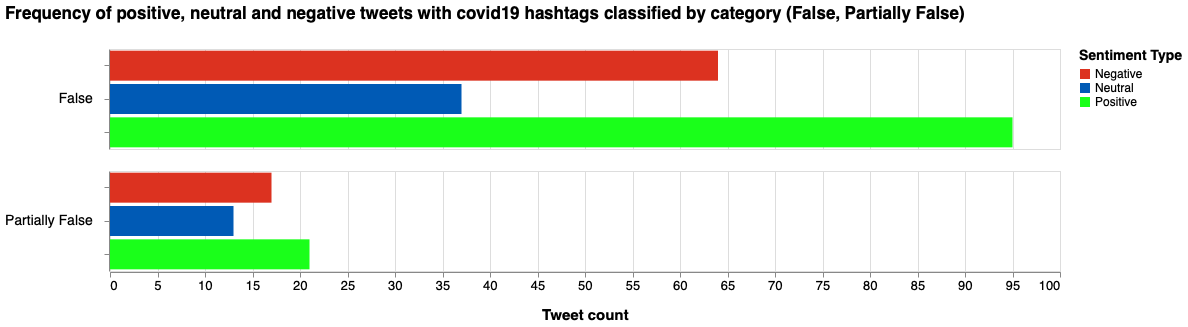 Frequency of positive, neutral and negative tweets with covid19 hashtags classified by category (False, Partially False)
Sentiment Type
Negative
Neutral
Positive
False
Partially False
0 5 10 15 20 25 30 35 40 45 50 55 60 65 70 75 80 85 90 95 100
Tweet count